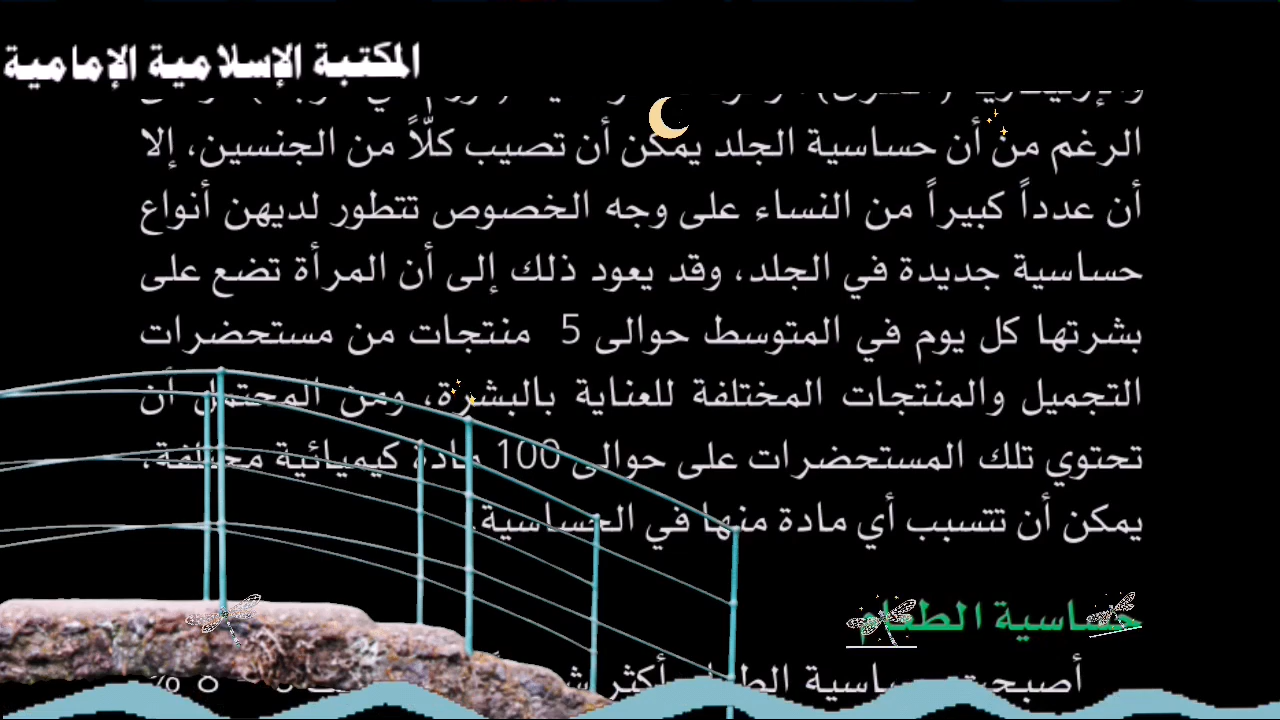 المكتبة الإسلامية الإمامية
الرغم من أن حساسية الجلد يمكن أن تصيب كلّاً من الجنسين، إلا
أن عدداً كبيراً من النساء على وجه الخصوص تتطور لديهن أنواع
حساسية جديدة في الجلد، وقد يعود ذلك إلى أن المرأة تضع على
بشرتها كل يوم في المتوسط حوالى 5 منتجات من مستحضرات
التجميل والمنتجات المختلفة للعناية بالبشرة، ومن المحتمل أن
تحتوي تلك المستحضرات على حوالى 100 مادة كيميائية مختلفة،
يمكن أن تتسبب أي مادة منها في الحساسية.
حساسية الطعام
أصبحت حساسية الطعام أكثر